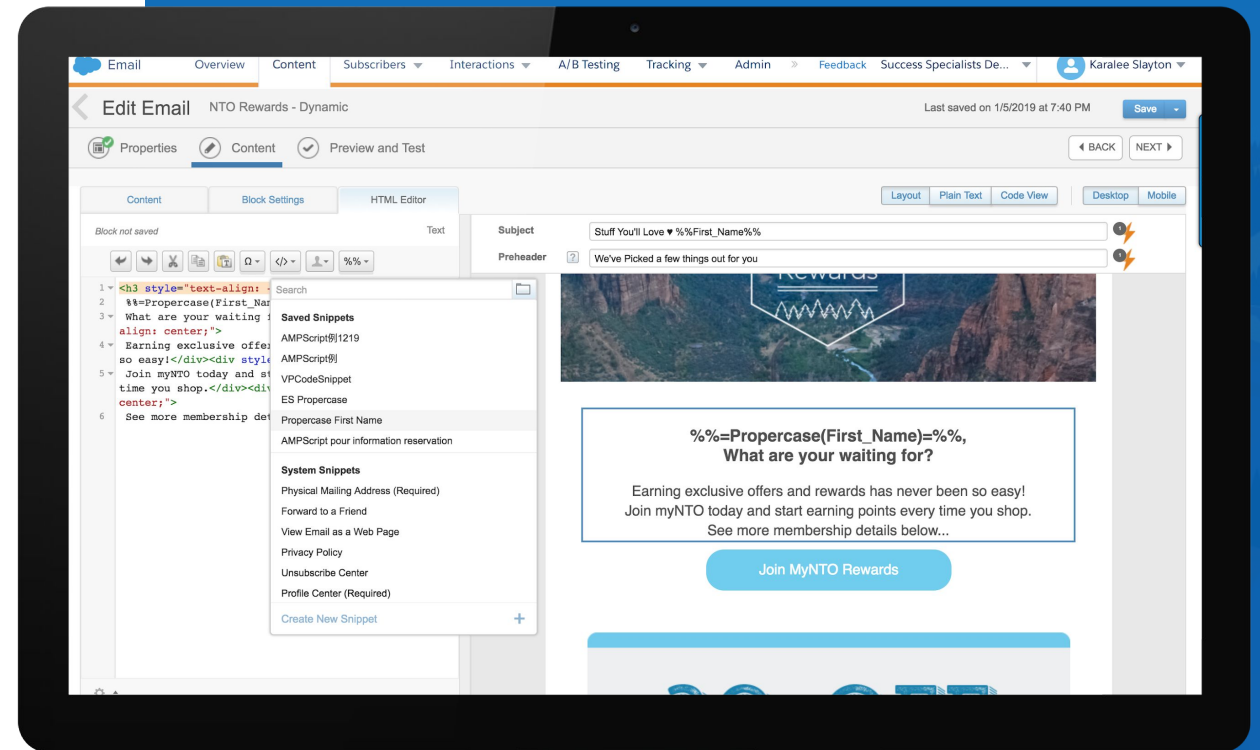 Email Overview Content Subscribers Interactions A/B Testing Tracking Admin » Feedback Success Specialists De... Karalee Slayton
Edit Email NTO Rewards - Dynamic Last saved on 1/5/2019 at 7:40 PM Save
Properties Content Preview and Test BACK NEXT
Content Block Settings HTML Editor Layout Plain Text Code View Desktop Mobile
Block not saved Text
Subject Stuff You'll Love ♥ %%First_Name%%
Preheader ? We've Picked a few things out for you
Ω </> %%
1 <h3 style="text-align:
2 %%=Propercase(First_Nam
3 What are your waiting
align: center;">
4 Earning exclusive offer
so easy!</div><div style
5 Join myNTO today and st
time you shop.</div><div
center;">
6 See more membership det
Search
Saved Snippets
AMPScript例1219
AMPScript例
VPCodeSnippet
ES Propercase
Propercase First Name
AMPScript pour information reservation
System Snippets
Physical Mailing Address (Required)
Forward to a Friend
View Email as a Web Page
Privacy Policy
Unsubscribe Center
Profile Center (Required)
Create New Snippet +
Rewards
%%=Propercase(First_Name)=%%,
What are your waiting for?
Earning exclusive offers and rewards has never been so easy!
Join myNTO today and start earning points every time you shop.
See more membership details below...
Join MyNTO Rewards